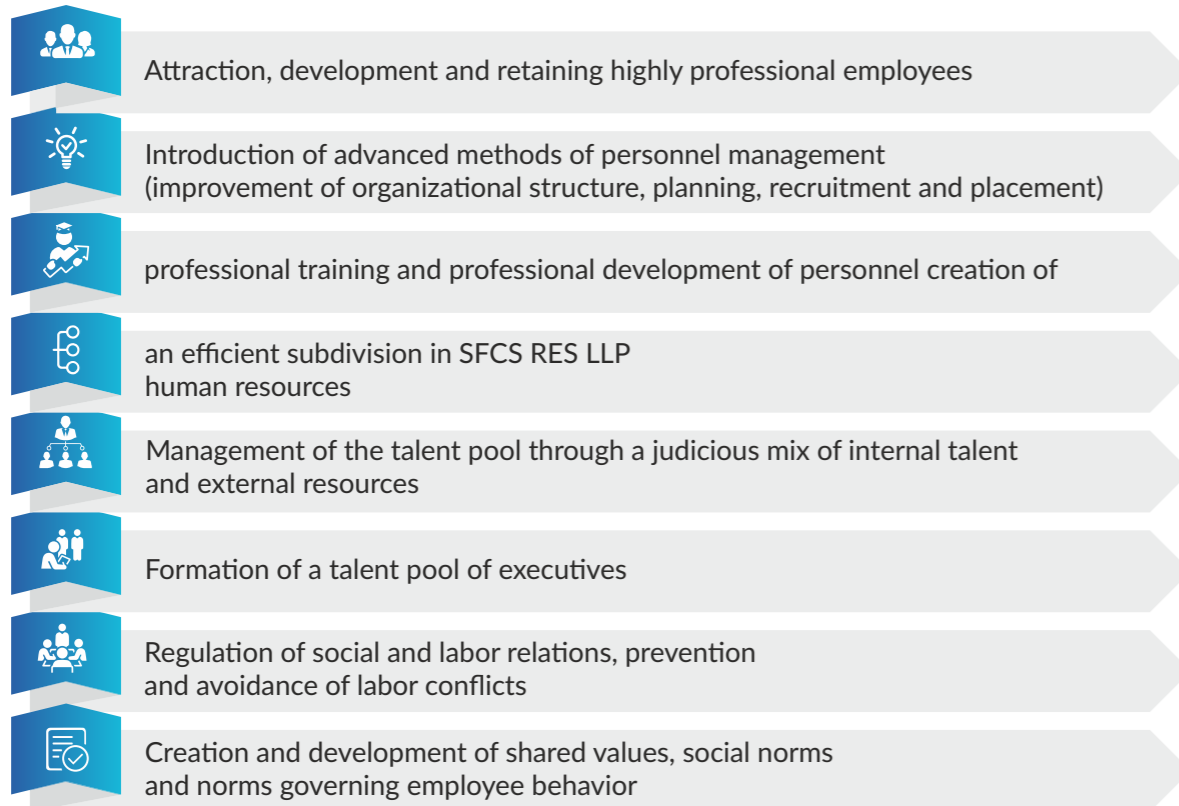 Attraction, development and retaining highly professional employees
Introduction of advanced methods of personnel management
(improvement of organizational structure, planning, recruitment and placement)
professional training and professional development of personnel creation of
an efficient subdivision in SFCS RES LLP
human resources
Management of the talent pool through a judicious mix of internal talent
and external resources
Formation of a talent pool of executives
Regulation of social and labor relations, prevention
and avoidance of labor conflicts
Creation and development of shared values, social norms
and norms governing employee behavior